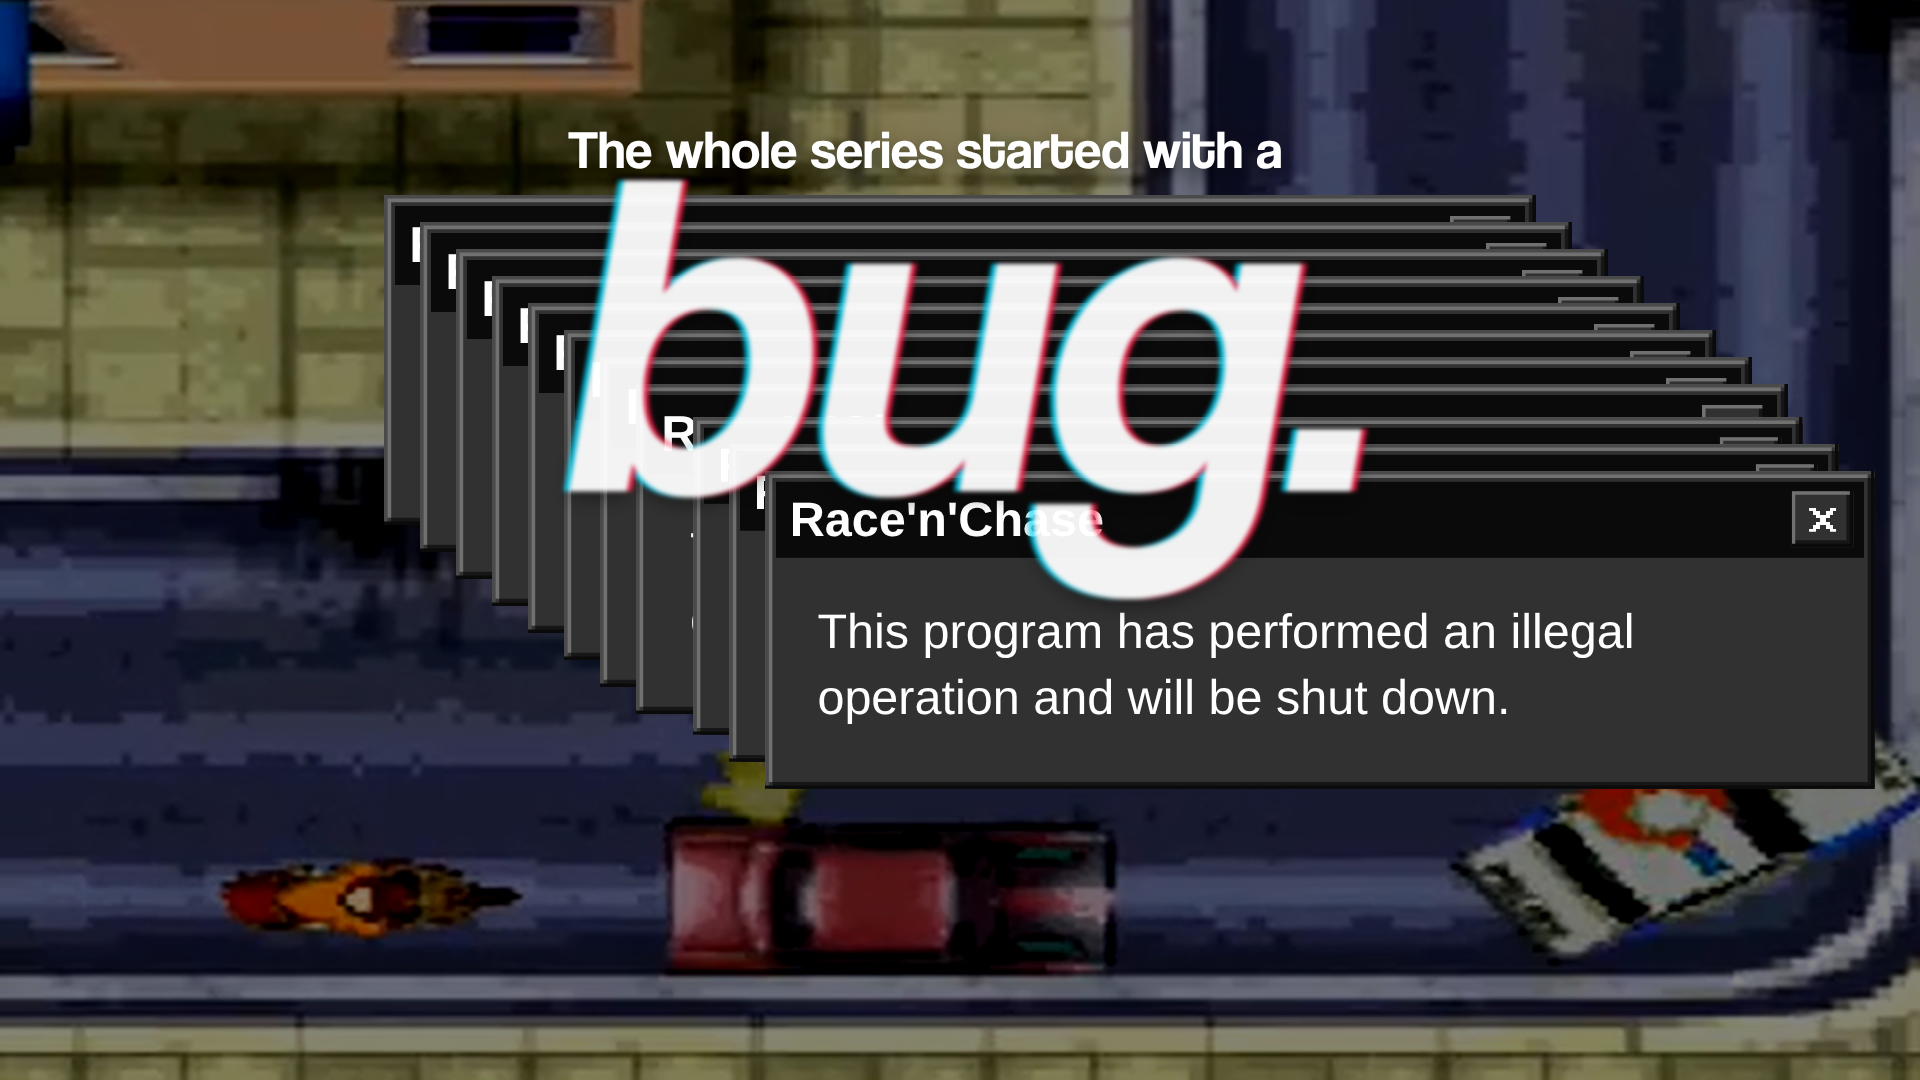 The whole series started with a
bug.
Race'n'Chase
This program has performed an illegal
operation and will be shut down.